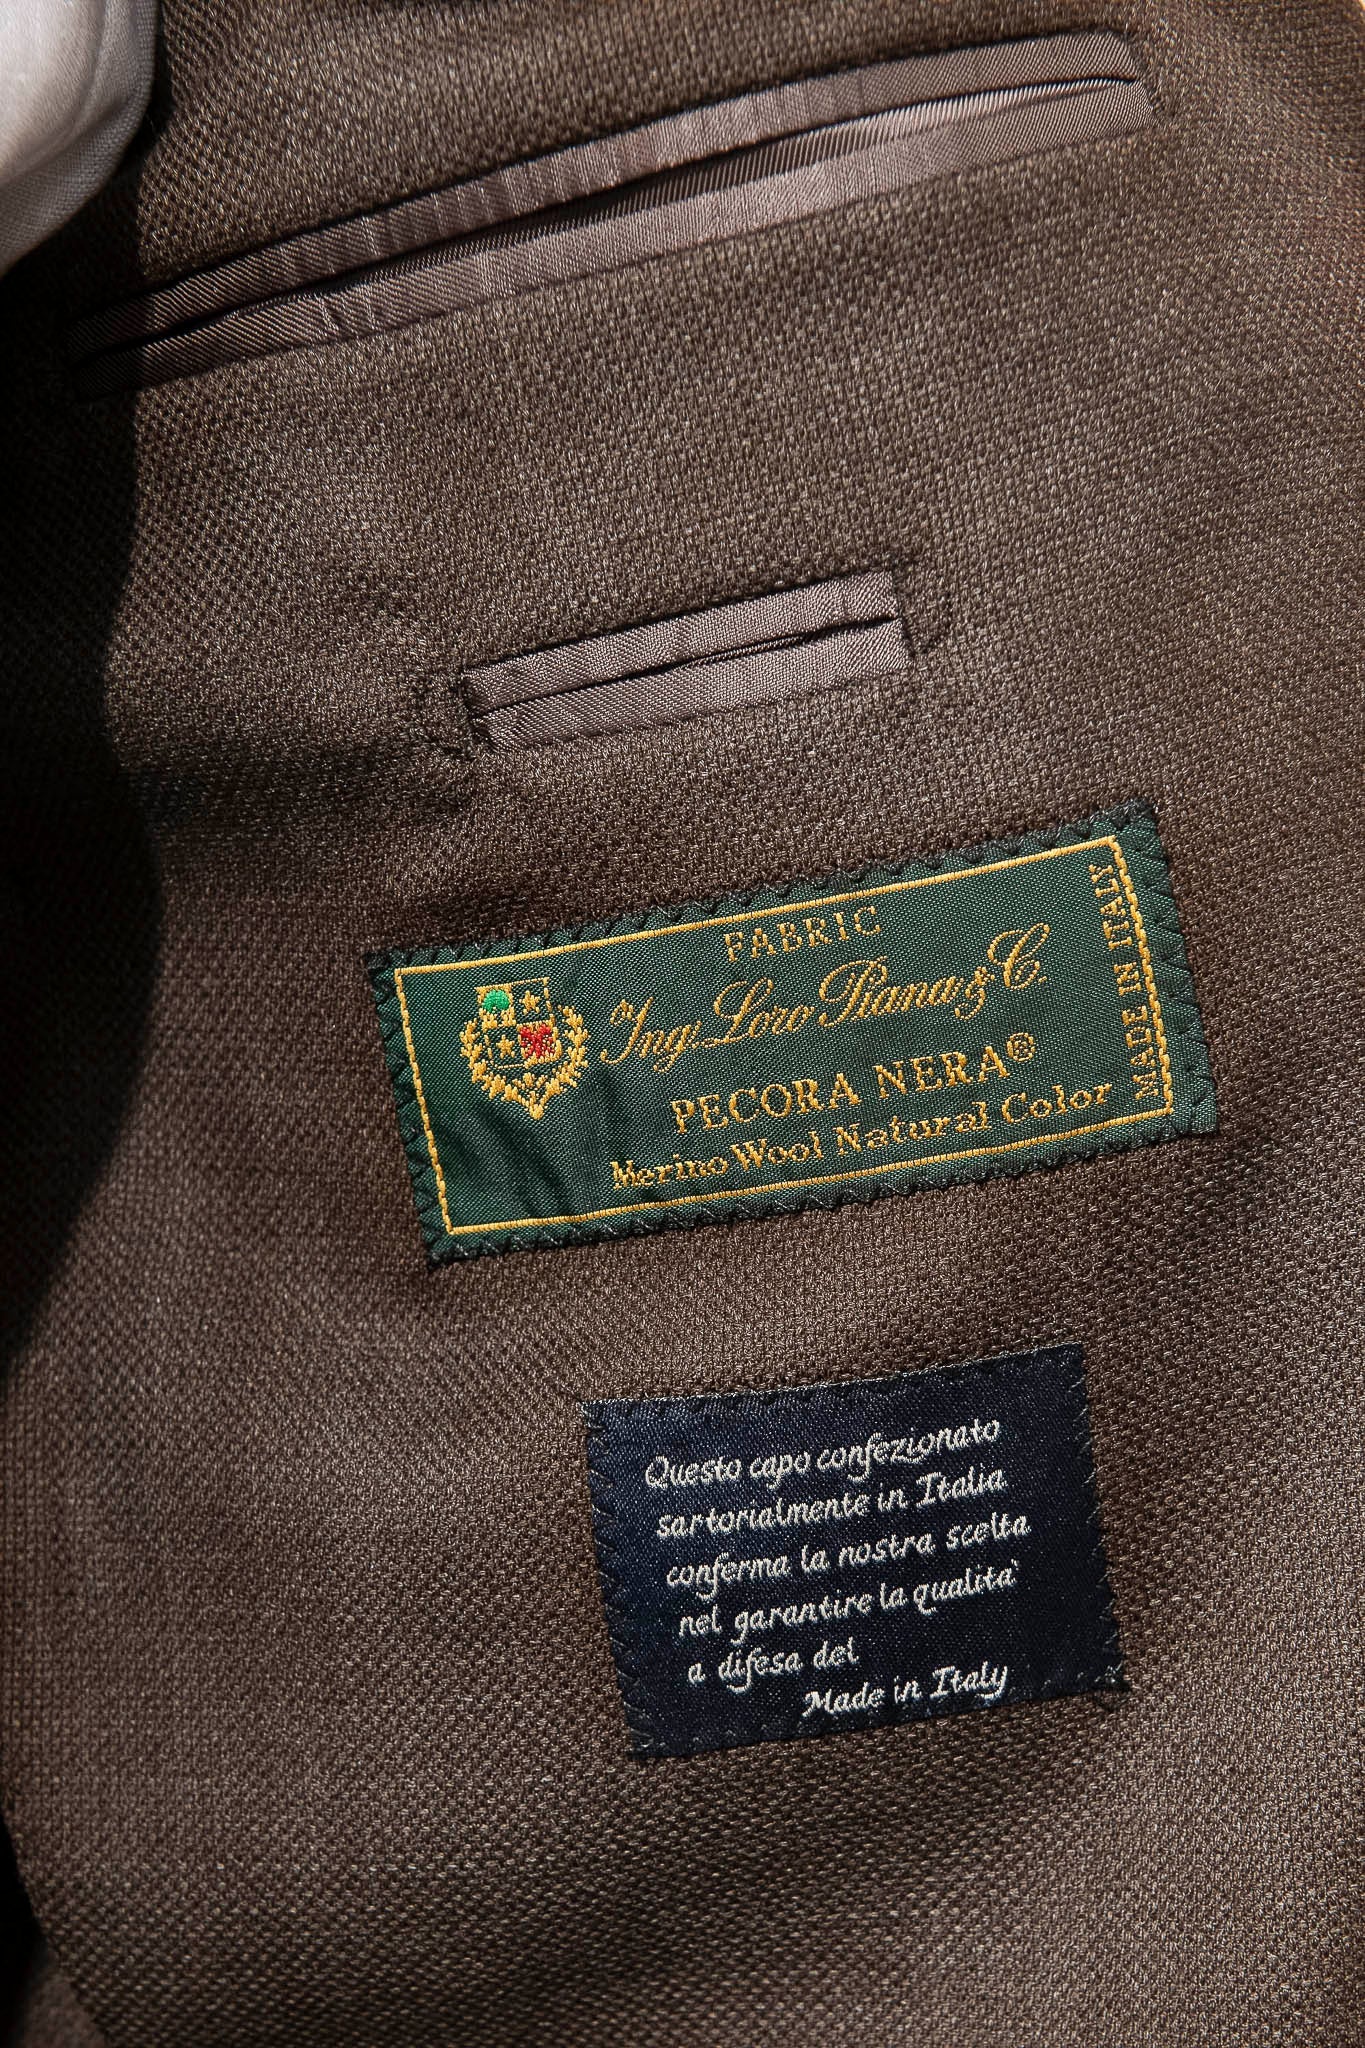 FABRIC
Ing. Loro Piana & C.
PECORA NERA®
Merino Wool Natural Color
MADE IN ITALY
Questo capo confezionato
sartorialmente in Italia
conferma la nostra scelta
nel garantire la qualita'
a difesa del
Made in Italy